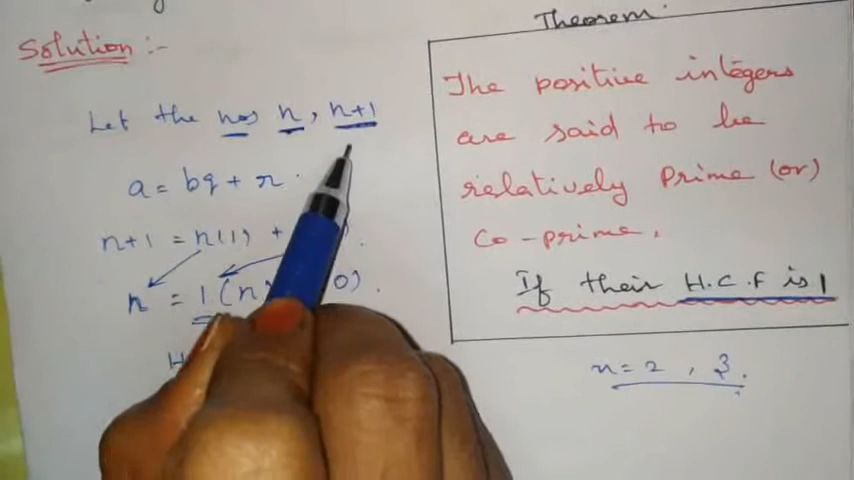 Solution :-
Let the nos n, n+1
a = bq + r .
n+1 = n(1) +
n = 1 (n) 0) .
H
Theorem
The positive integers
are said to be
relatively Prime (or)
Co-prime.
If their H.C.F is 1
n = 2 , 3 .